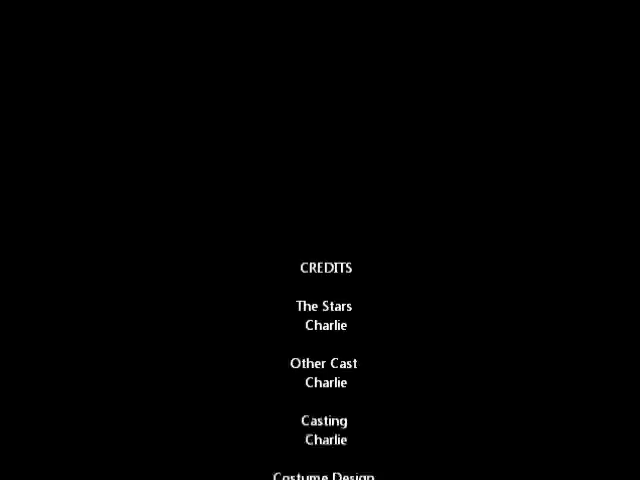 CREDITS
The Stars
Charlie
Other Cast
Charlie
Casting
Charlie
Costume Design